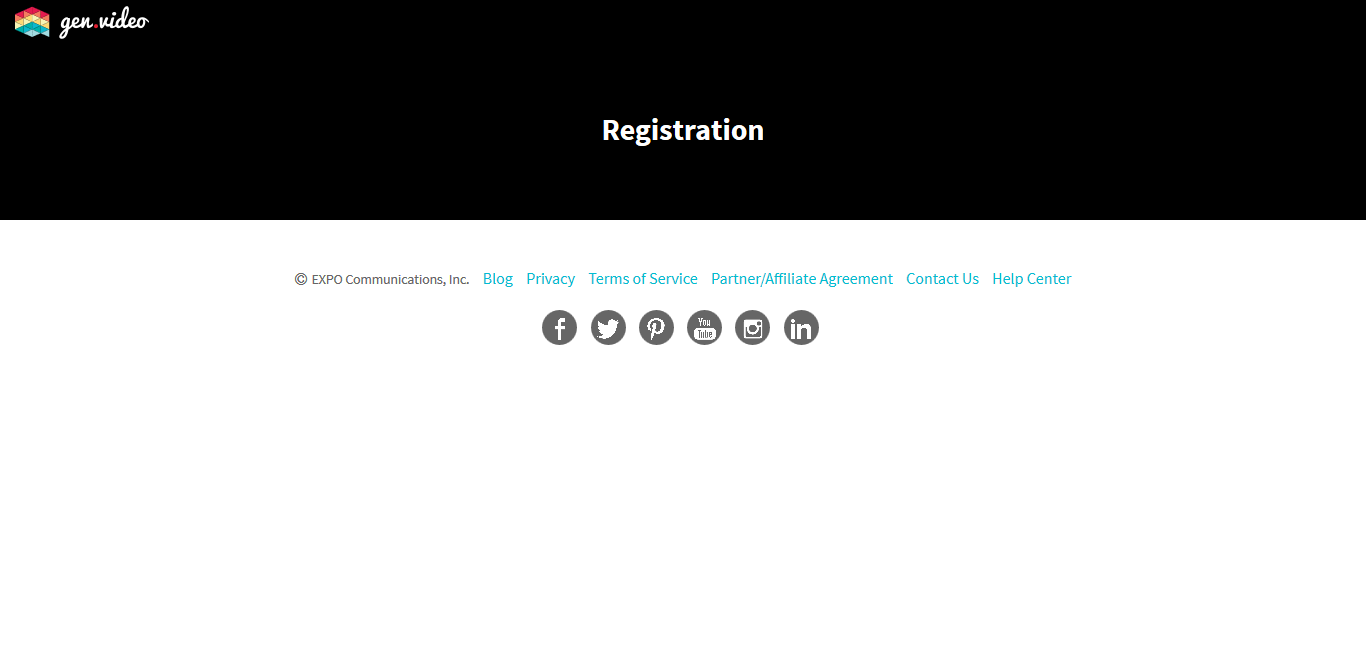 gen.video
Registration
© EXPO Communications, Inc. Blog Privacy Terms of Service Partner/Affiliate Agreement Contact Us Help Center
You
Tube
in